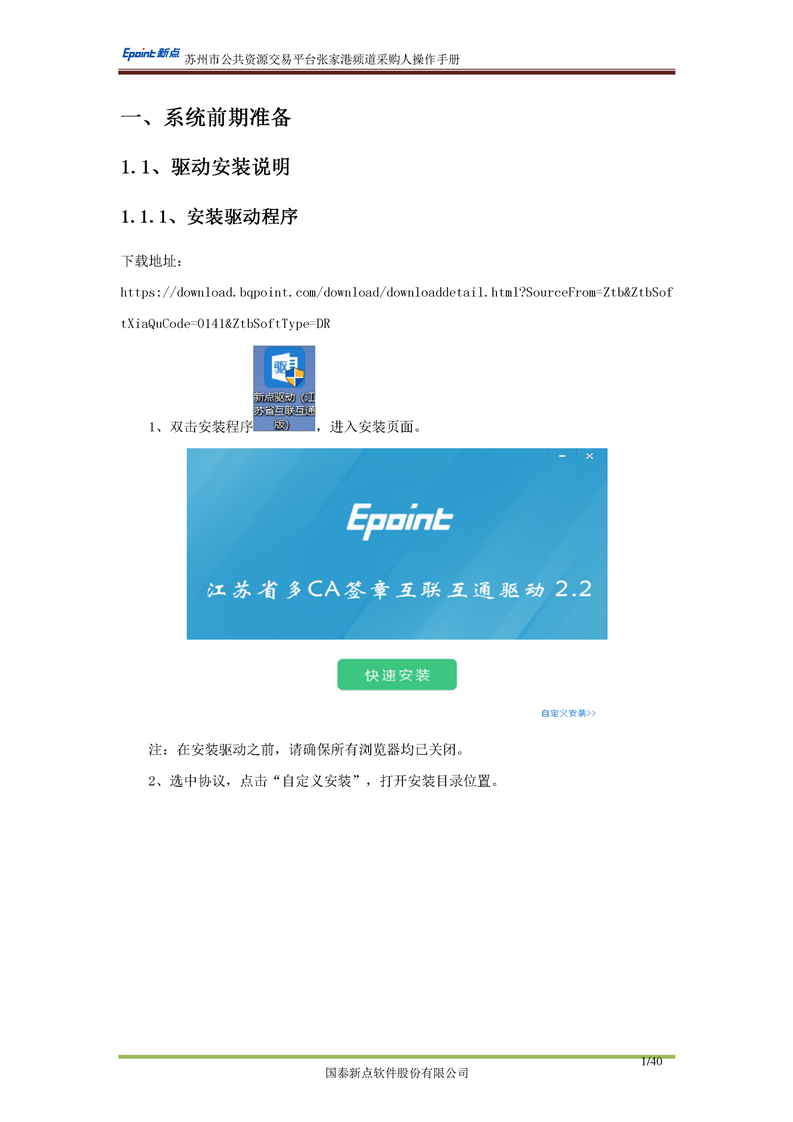 Epoint新点 苏州市公共资源交易平台张家港频道采购人操作手册
一、系统前期准备
1.1、驱动安装说明
1.1.1、安装驱动程序
下载地址：
https://download.bqpoint.com/download/downloaddetail.html?SourceFrom=Ztb&ZtbSof
tXiaQuCode=0141&ZtbSoftType=DR
驱
新点驱动（江
苏省互联互通
版）
1、双击安装程序，进入安装页面。
Epoint
江苏省多CA签章互联互通驱动 2.2
快速安装
自定义安装>>
注：在安装驱动之前，请确保所有浏览器均已关闭。
2、选中协议，点击“自定义安装”，打开安装目录位置。
1/40
国泰新点软件股份有限公司